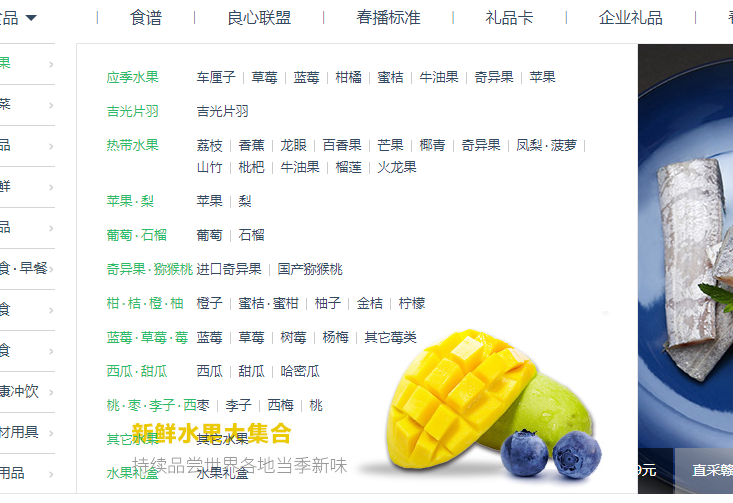 品 | 食谱 | 良心联盟 | 春播标准 | 礼品卡 | 企业礼品 |
果 ›
菜 ›
品 ›
鲜 ›
品 ›
食·早餐 ›
食 ›
食 ›
康冲饮 ›
材用具 ›
用品 ›
应季水果 车厘子 | 草莓 | 蓝莓 | 柑橘 | 蜜桔 | 牛油果 | 奇异果 | 苹果
吉光片羽 吉光片羽
热带水果 荔枝 | 香蕉 | 龙眼 | 百香果 | 芒果 | 椰青 | 奇异果 | 凤梨·菠萝 |
山竹 | 枇杷 | 牛油果 | 榴莲 | 火龙果
苹果·梨 苹果 | 梨
葡萄·石榴 葡萄 | 石榴
奇异果·猕猴桃 进口奇异果 | 国产猕猴桃
柑·桔·橙·柚 橙子 | 蜜桔·蜜柑 | 柚子 | 金桔 | 柠檬
蓝莓·草莓·莓 蓝莓 | 草莓 | 树莓 | 杨梅 | 其它莓类
西瓜·甜瓜 西瓜 | 甜瓜 | 哈密瓜
桃·枣·李子·西 枣 | 李子 | 西梅 | 桃
其它水果 其它水果
新鲜水果大集合
水果礼盒 水果礼盒
持续品尝世界各地当季新味
9元
直采赣